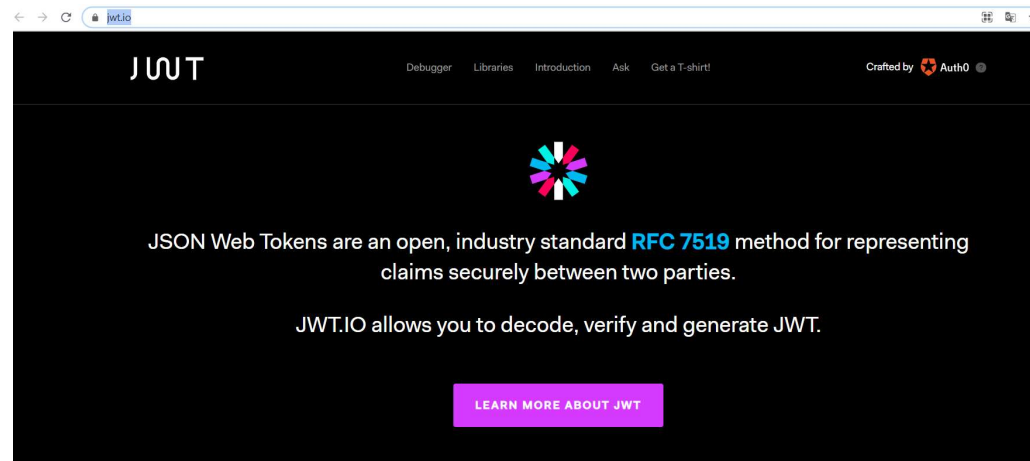 jwt.io
JWT
Debugger Libraries Introduction Ask Get a T-shirt!
Crafted by Auth0 ?
JSON Web Tokens are an open, industry standard RFC 7519 method for representing
claims securely between two parties.
JWT.IO allows you to decode, verify and generate JWT.
LEARN MORE ABOUT JWT